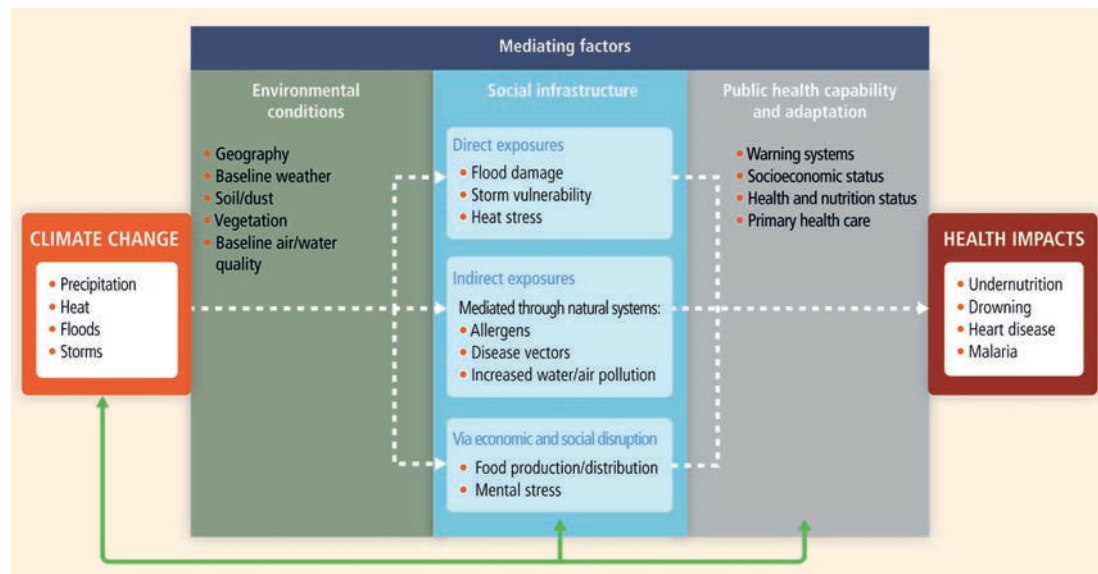 Mediating factors
Environmental
conditions
Social infrastructure
Public health capability
and adaptation
Geography
Baseline weather
Soil/dust
Vegetation
Baseline air/water
quality
Direct exposures
Flood damage
Storm vulnerability
Heat stress
Warning systems
Socioeconomic status
Health and nutrition status
Primary health care
CLIMATE CHANGE
Precipitation
Heat
Floods
Storms
Indirect exposures
Mediated through natural systems:
Allergens
Disease vectors
Increased water/air pollution
HEALTH IMPACTS
Undernutrition
Drowning
Heart disease
Malaria
Via economic and social disruption
Food production/distribution
Mental stress